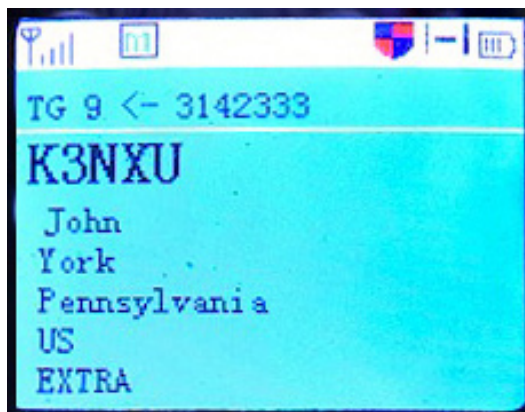 TG 9 <- 3142333
K3NXU
John
York
Pennsylvania
US
EXTRA